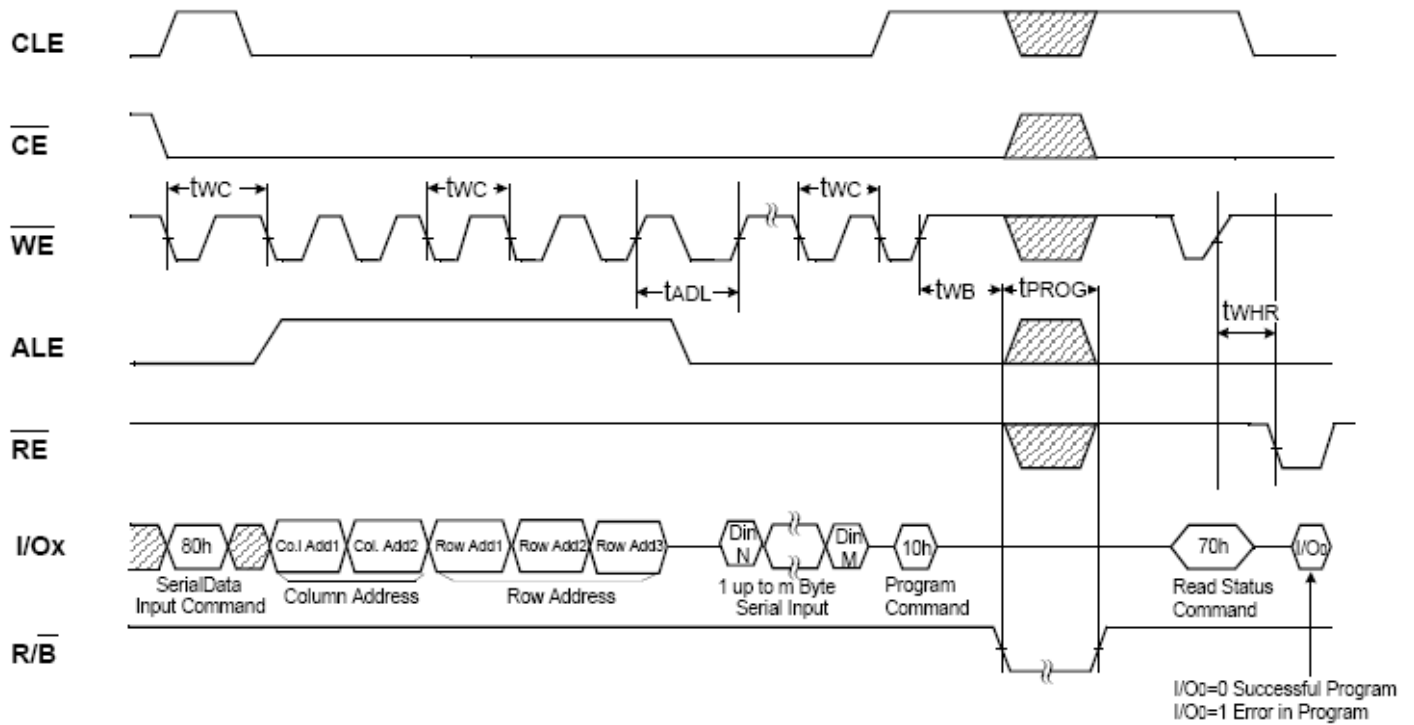 CLE
CE
tWC
tWC
tWC
WE
tADL
tWB
tPROG
tWHR
ALE
RE
I/Ox
80h
Co.l Add1
Col. Add2
Row Add1
Row Add2
Row Add3
Din
N
Din
M
10h
70h
I/O0
SerialData
Input Command
Column Address
Row Address
1 up to m Byte
Serial Input
Program
Command
Read Status
Command
R/B
I/O0=0 Successful Program
I/O0=1 Error in Program